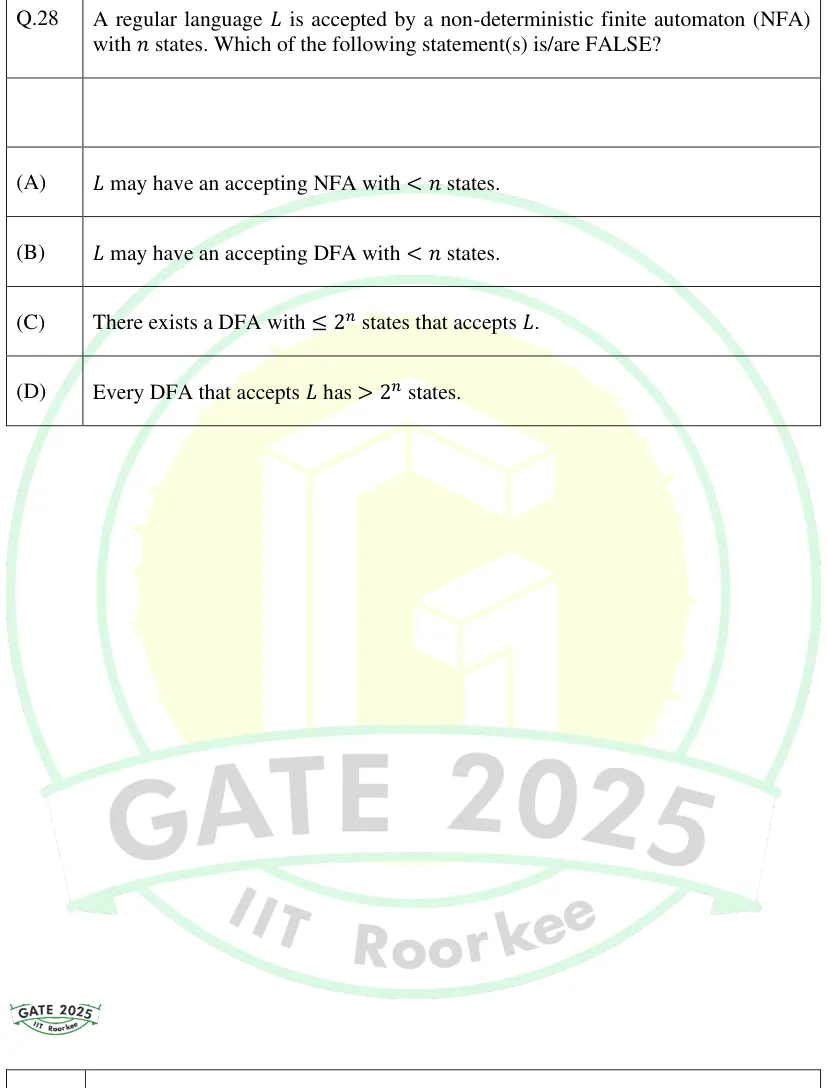 Q.28 A regular language L is accepted by a non-deterministic finite automaton (NFA)
with n states. Which of the following statement(s) is/are FALSE?
(A) L may have an accepting NFA with < n states.
(B) L may have an accepting DFA with < n states.
(C) There exists a DFA with ≤ 2ⁿ states that accepts L.
(D) Every DFA that accepts L has > 2ⁿ states.
GATE 2025
IIT Roorkee
GATE 2025
IIT Roorkee